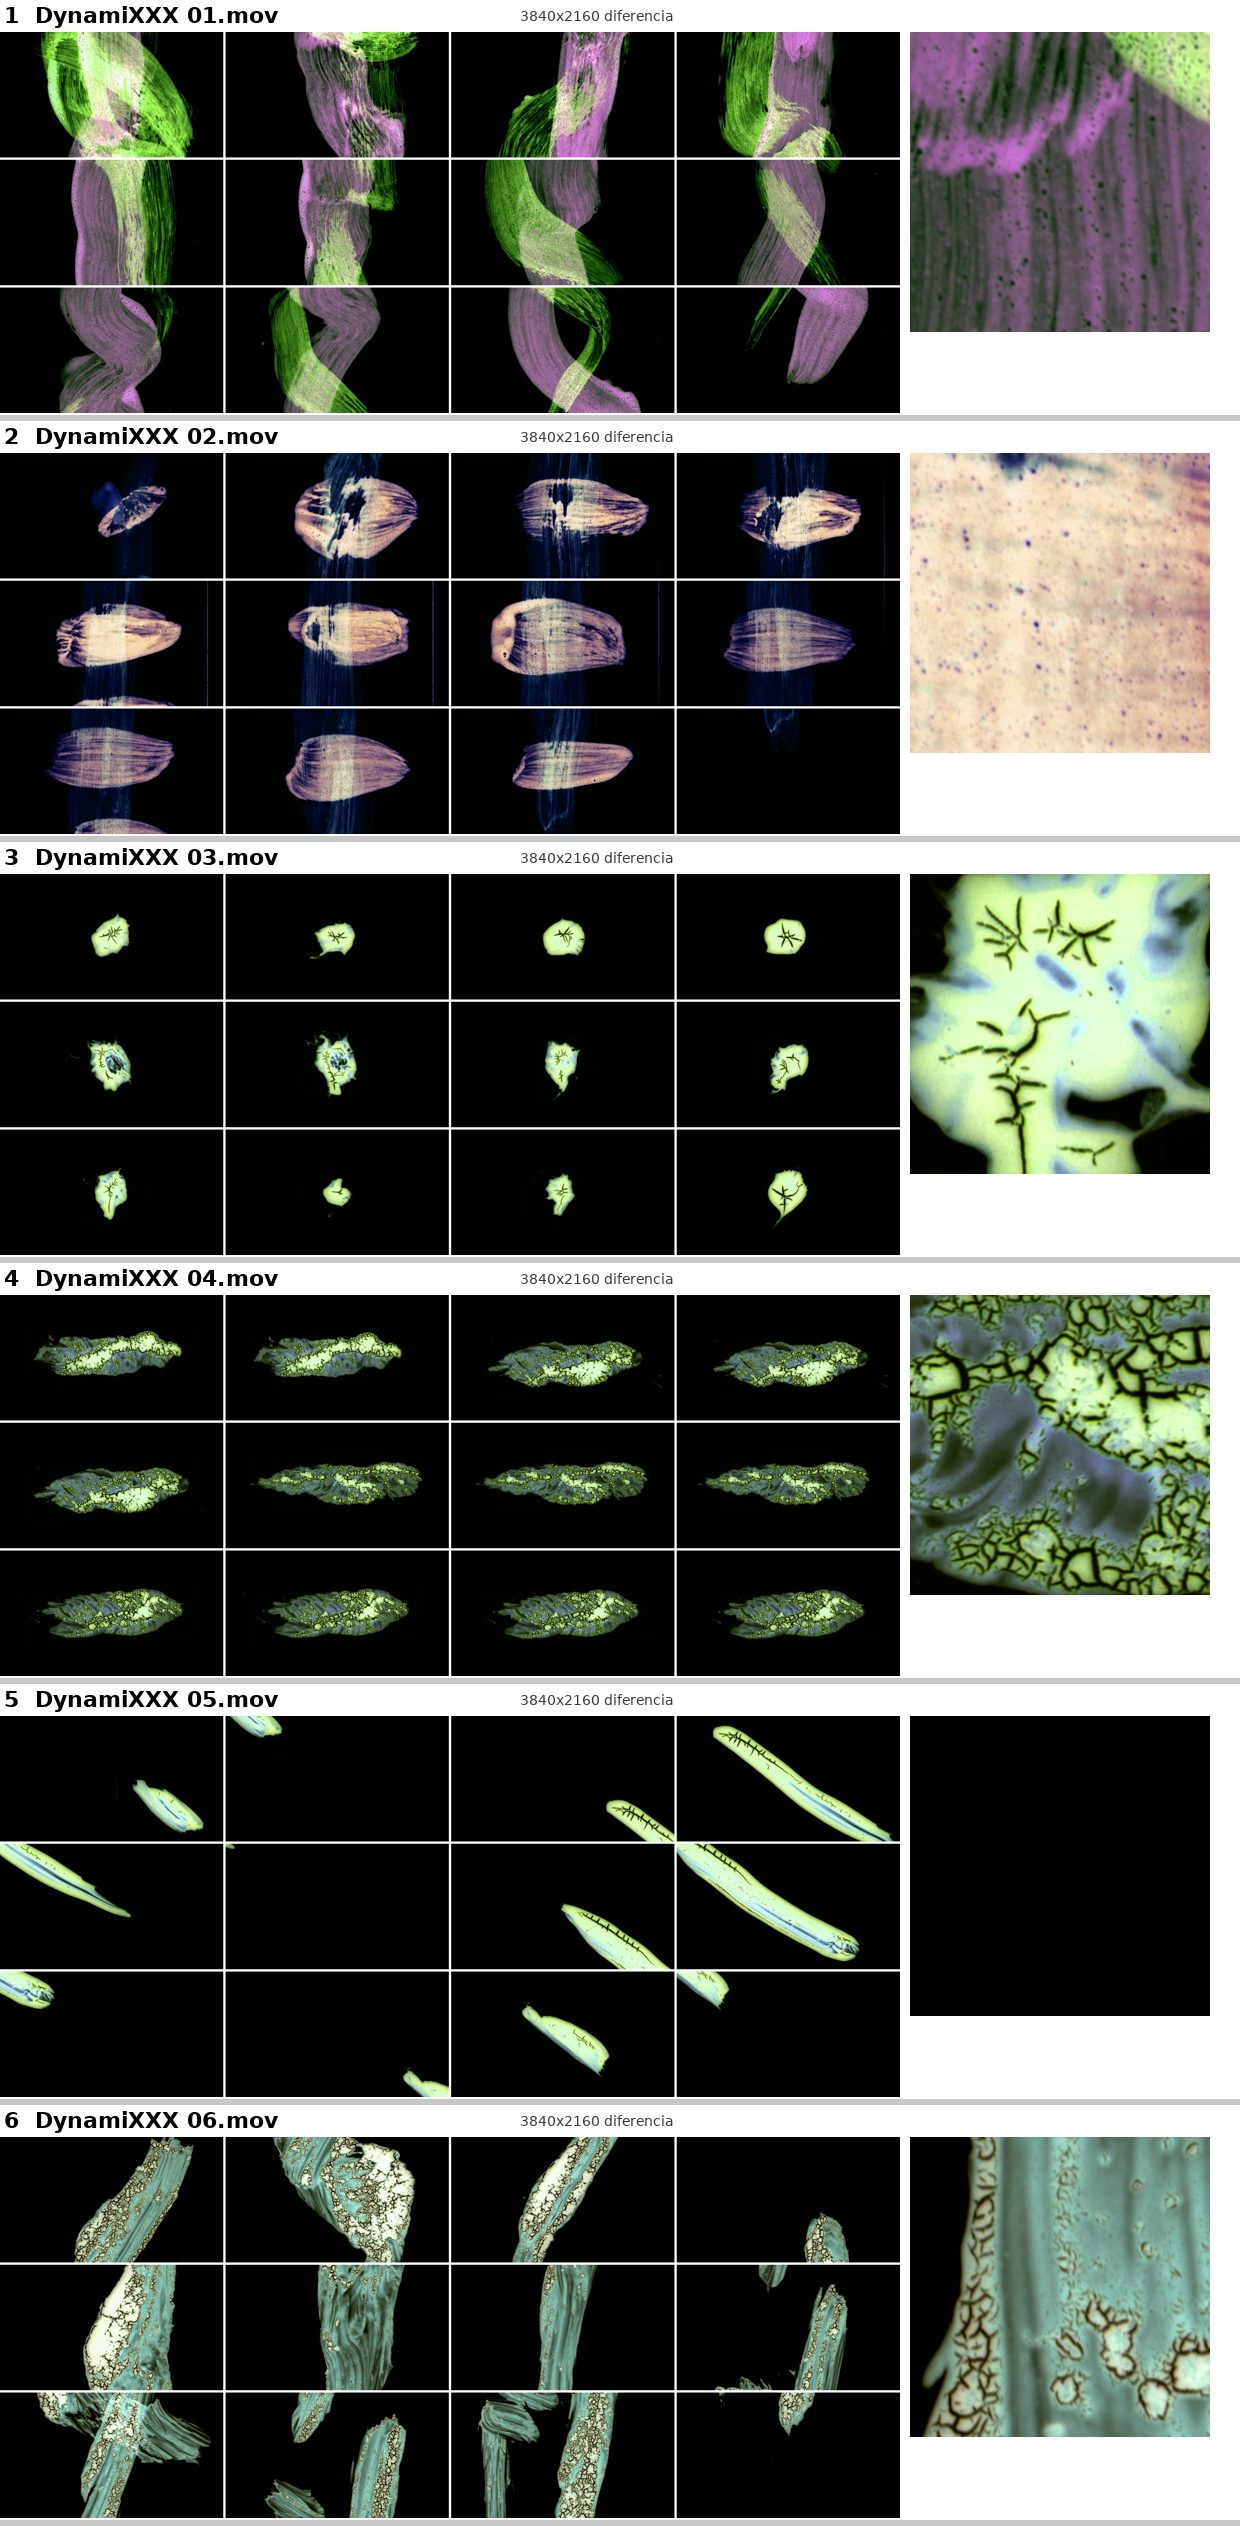 1 DynamiXXX 01.mov 3840x2160 diferencia
2 DynamiXXX 02.mov 3840x2160 diferencia
3 DynamiXXX 03.mov 3840x2160 diferencia
4 DynamiXXX 04.mov 3840x2160 diferencia
5 DynamiXXX 05.mov 3840x2160 diferencia
6 DynamiXXX 06.mov 3840x2160 diferencia